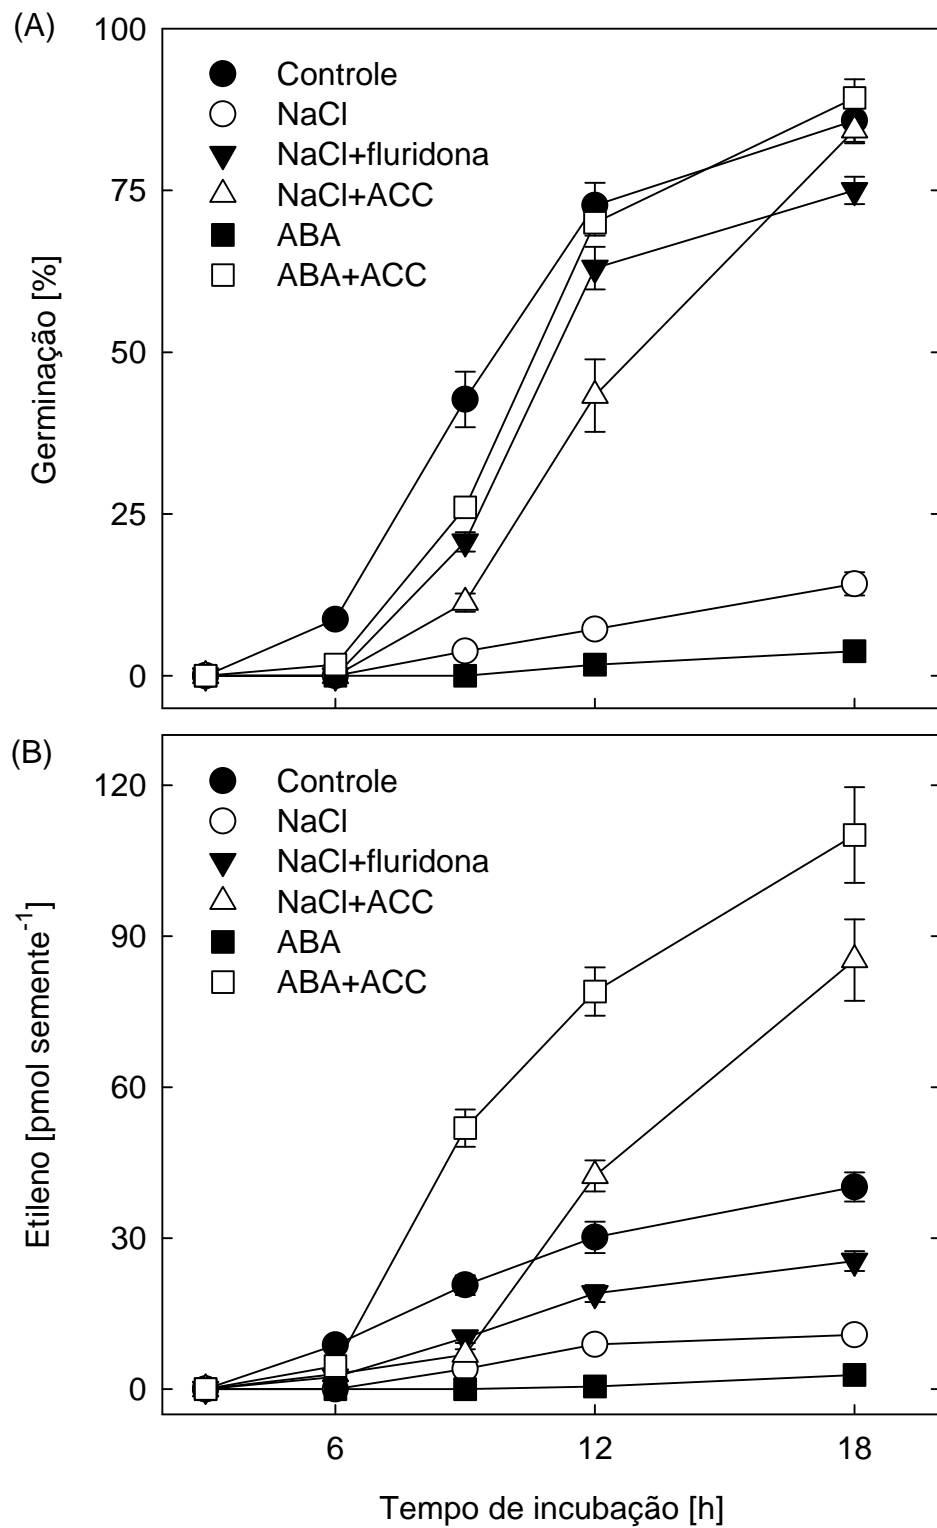 (A)
100
75
50
25
0
Germinação [%]
Controle
NaCl
NaCl+fluridona
NaCl+ACC
ABA
ABA+ACC
(B)
120
90
60
30
0
Etileno [pmol semente-1]
Controle
NaCl
NaCl+fluridona
NaCl+ACC
ABA
ABA+ACC
6 12 18
Tempo de incubação [h]